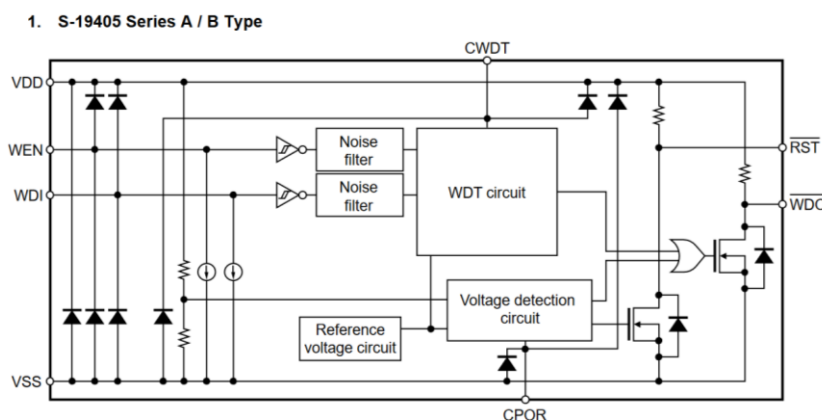 1. S-19405 Series A / B Type
CWDT
VDD
WEN
Noise
filter
RST
WDI
Noise
filter
WDT circuit
WDO
Voltage detection
circuit
Reference
voltage circuit
VSS
CPOR